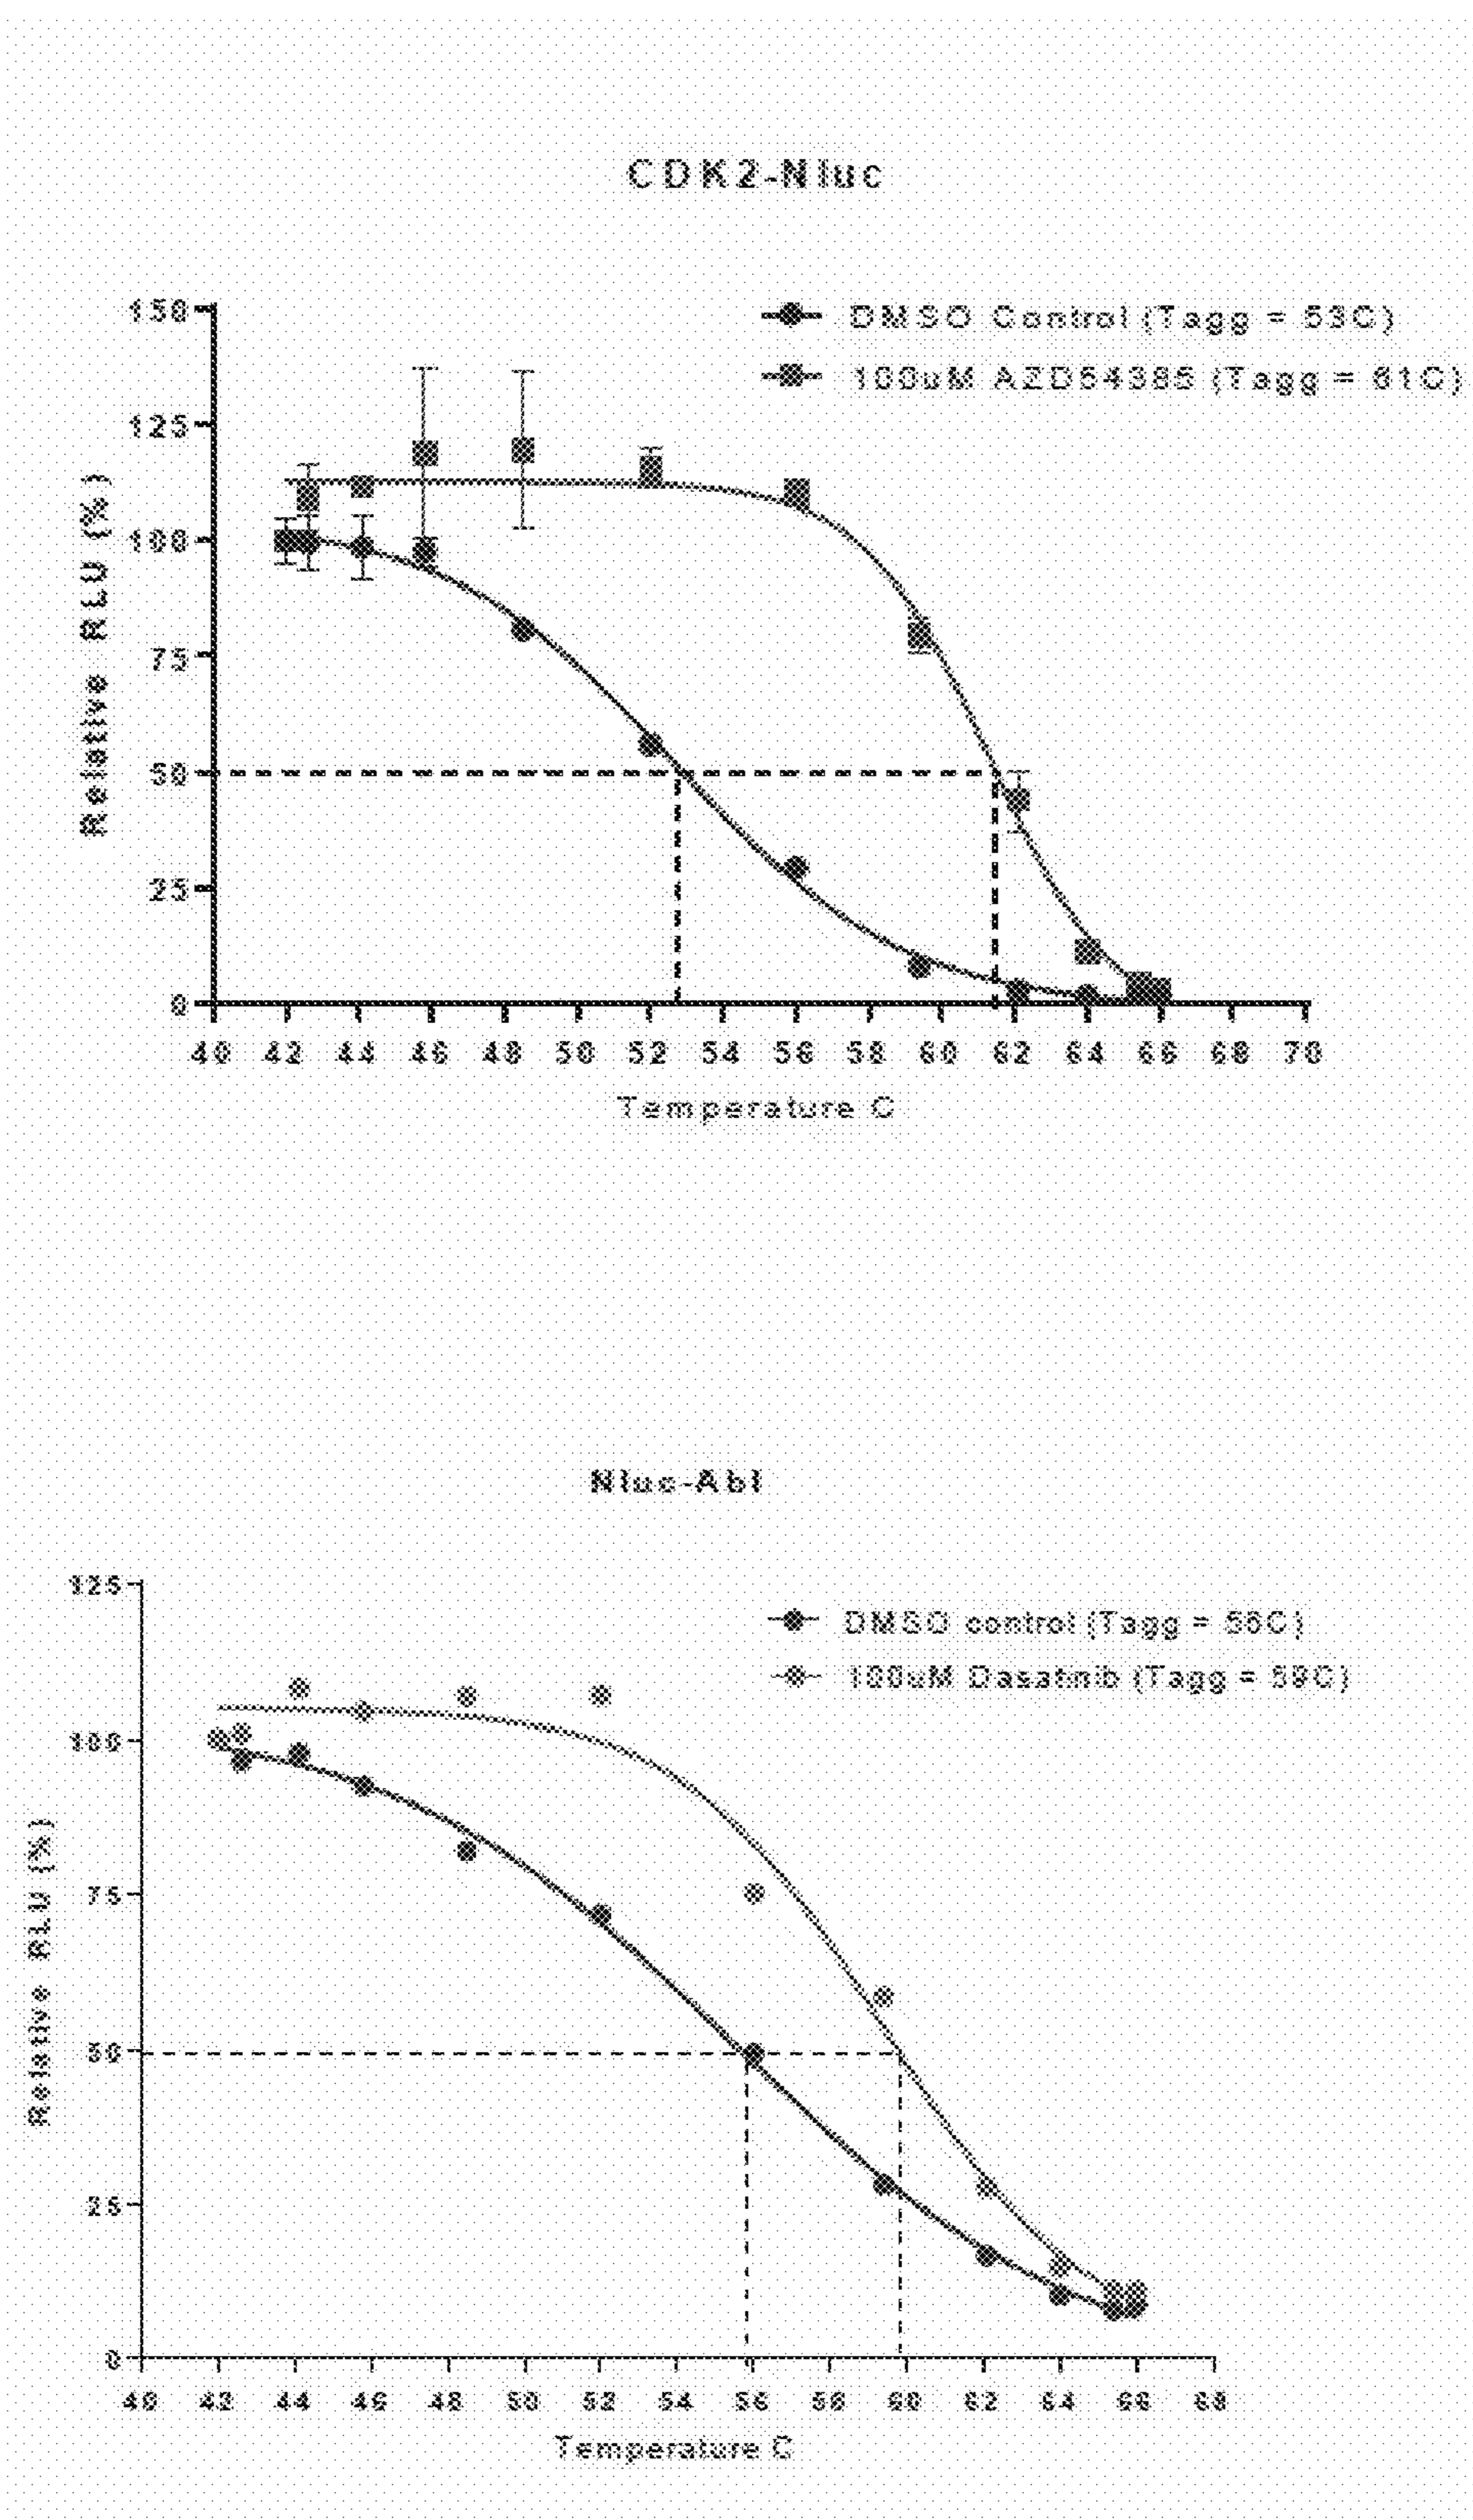 CDK2-Nluc
DMSO Control (Tagg = 53C)
100uM AZD54385 (Tagg = 61C)
150
125
100
75
50
25
0
Relative RLU (%)
40 42 44 46 48 50 52 54 56 58 60 62 64 66 68 70
Temperature C
Nluc-Abl
DMSO control (Tagg = 56C)
100uM Dasatinib (Tagg = 59C)
125
100
75
50
25
0
Relative RLU (%)
40 42 44 46 48 50 52 54 56 58 60 62 64 66 68
Temperature C